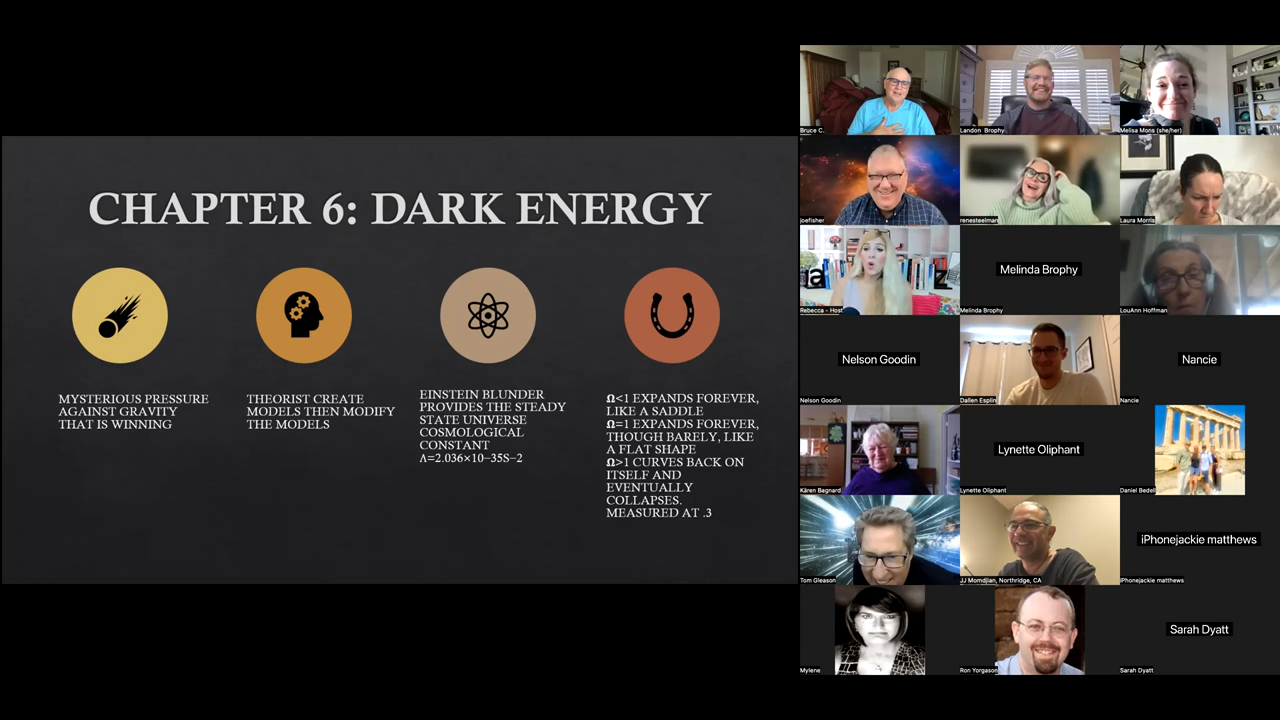 CHAPTER 6: DARK ENERGY
MYSTERIOUS PRESSURE
AGAINST GRAVITY
THAT IS WINNING
THEORIST CREATE
MODELS THEN MODIFY
THE MODELS
EINSTEIN BLUNDER
PROVIDES THE STEADY
STATE UNIVERSE
COSMOLOGICAL
CONSTANT
Λ=2.036×10−35S−2
Ω<1 EXPANDS FOREVER,
LIKE A SADDLE
Ω=1 EXPANDS FOREVER,
THOUGH BARELY, LIKE
A FLAT SHAPE
Ω>1 CURVES BACK ON
ITSELF AND
EVENTUALLY
COLLAPSES.
MEASURED AT .3
Bruce C.
Landon Brophy
Melisa Mons (she/her)
joefisher
renesteelman
Laura Morris
a
z
Rebecca - Host
Melinda Brophy
Melinda Brophy
LouAnn Hoffman
Nelson Goodin
Nelson Goodin
Dallen Esplin
Nancie
Nancie
Kären Bagnard
Lynette Oliphant
Lynette Oliphant
Daniel Bedell
Tom Gleason
JJ Momdjian, Northridge, CA
iPhonejackie matthews
iPhonejackie matthews
Mylene
Ron Yorgason
Sarah Dyatt
Sarah Dyatt